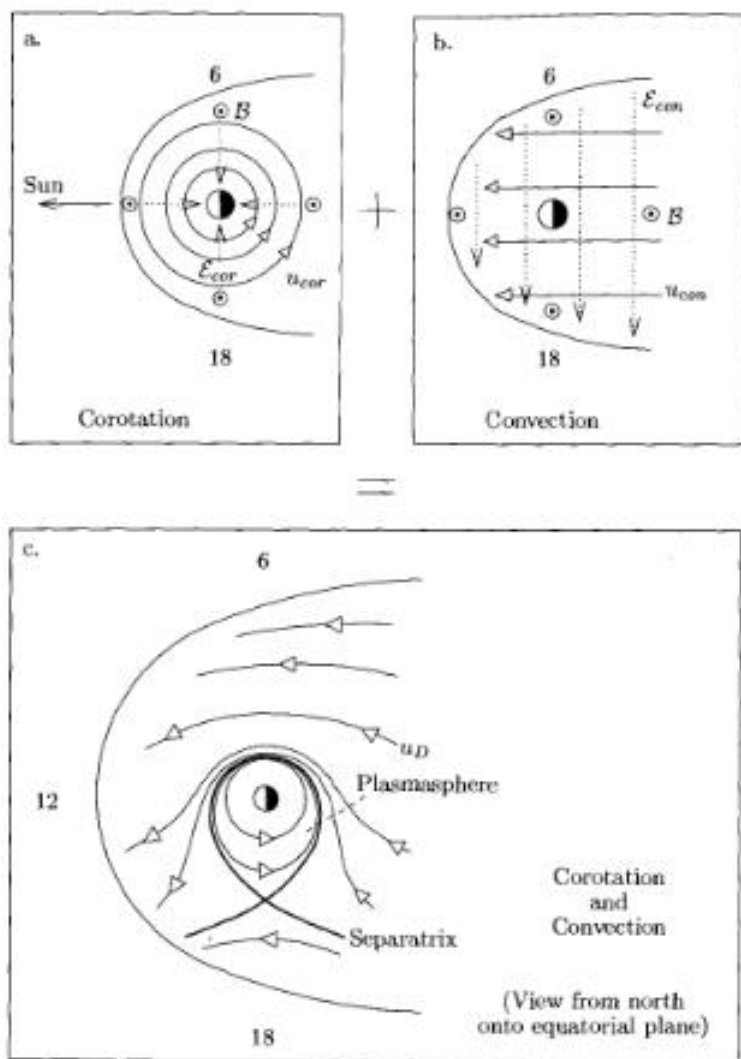 a.
6
B
Sun
ℰcor
ucor
18
Corotation
+
b.
6
ℰcon
B
ucon
18
Convection
=
c.
6
uD
Plasmasphere
12
Corotation
and
Convection
Separatrix
(View from north
onto equatorial plane)
18